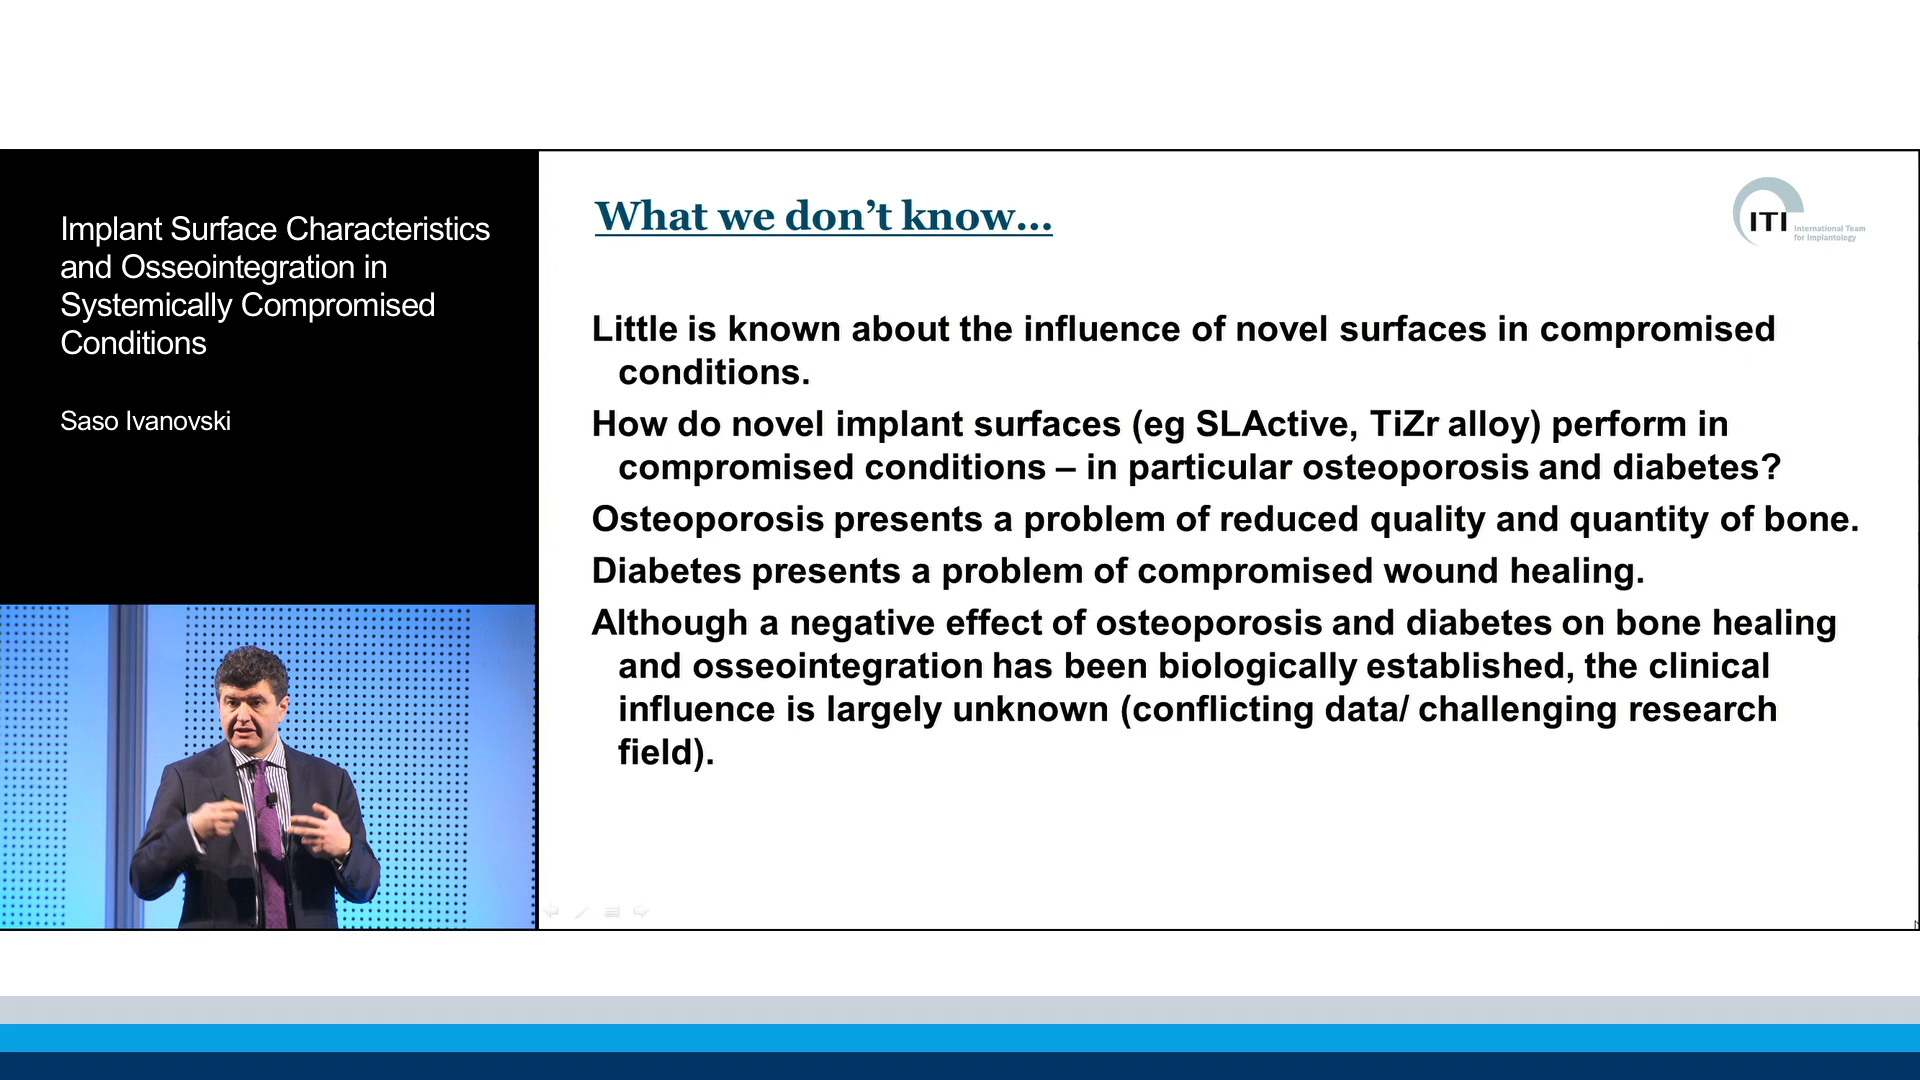 Implant Surface Characteristics
and Osseointegration in
Systemically Compromised
Conditions
Saso Ivanovski
What we don’t know...
ITI International Team
for Implantology
Little is known about the influence of novel surfaces in compromised
conditions.
How do novel implant surfaces (eg SLActive, TiZr alloy) perform in
compromised conditions – in particular osteoporosis and diabetes?
Osteoporosis presents a problem of reduced quality and quantity of bone.
Diabetes presents a problem of compromised wound healing.
Although a negative effect of osteoporosis and diabetes on bone healing
and osseointegration has been biologically established, the clinical
influence is largely unknown (conflicting data/ challenging research
field).